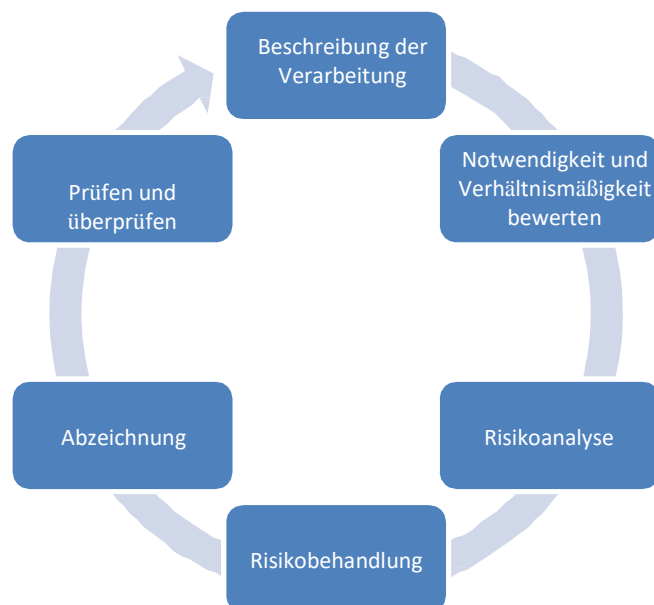 Beschreibung der
Verarbeitung
Notwendigkeit und
Verhältnismäßigkeit
bewerten
Risikoanalyse
Risikobehandlung
Abzeichnung
Prüfen und
überprüfen